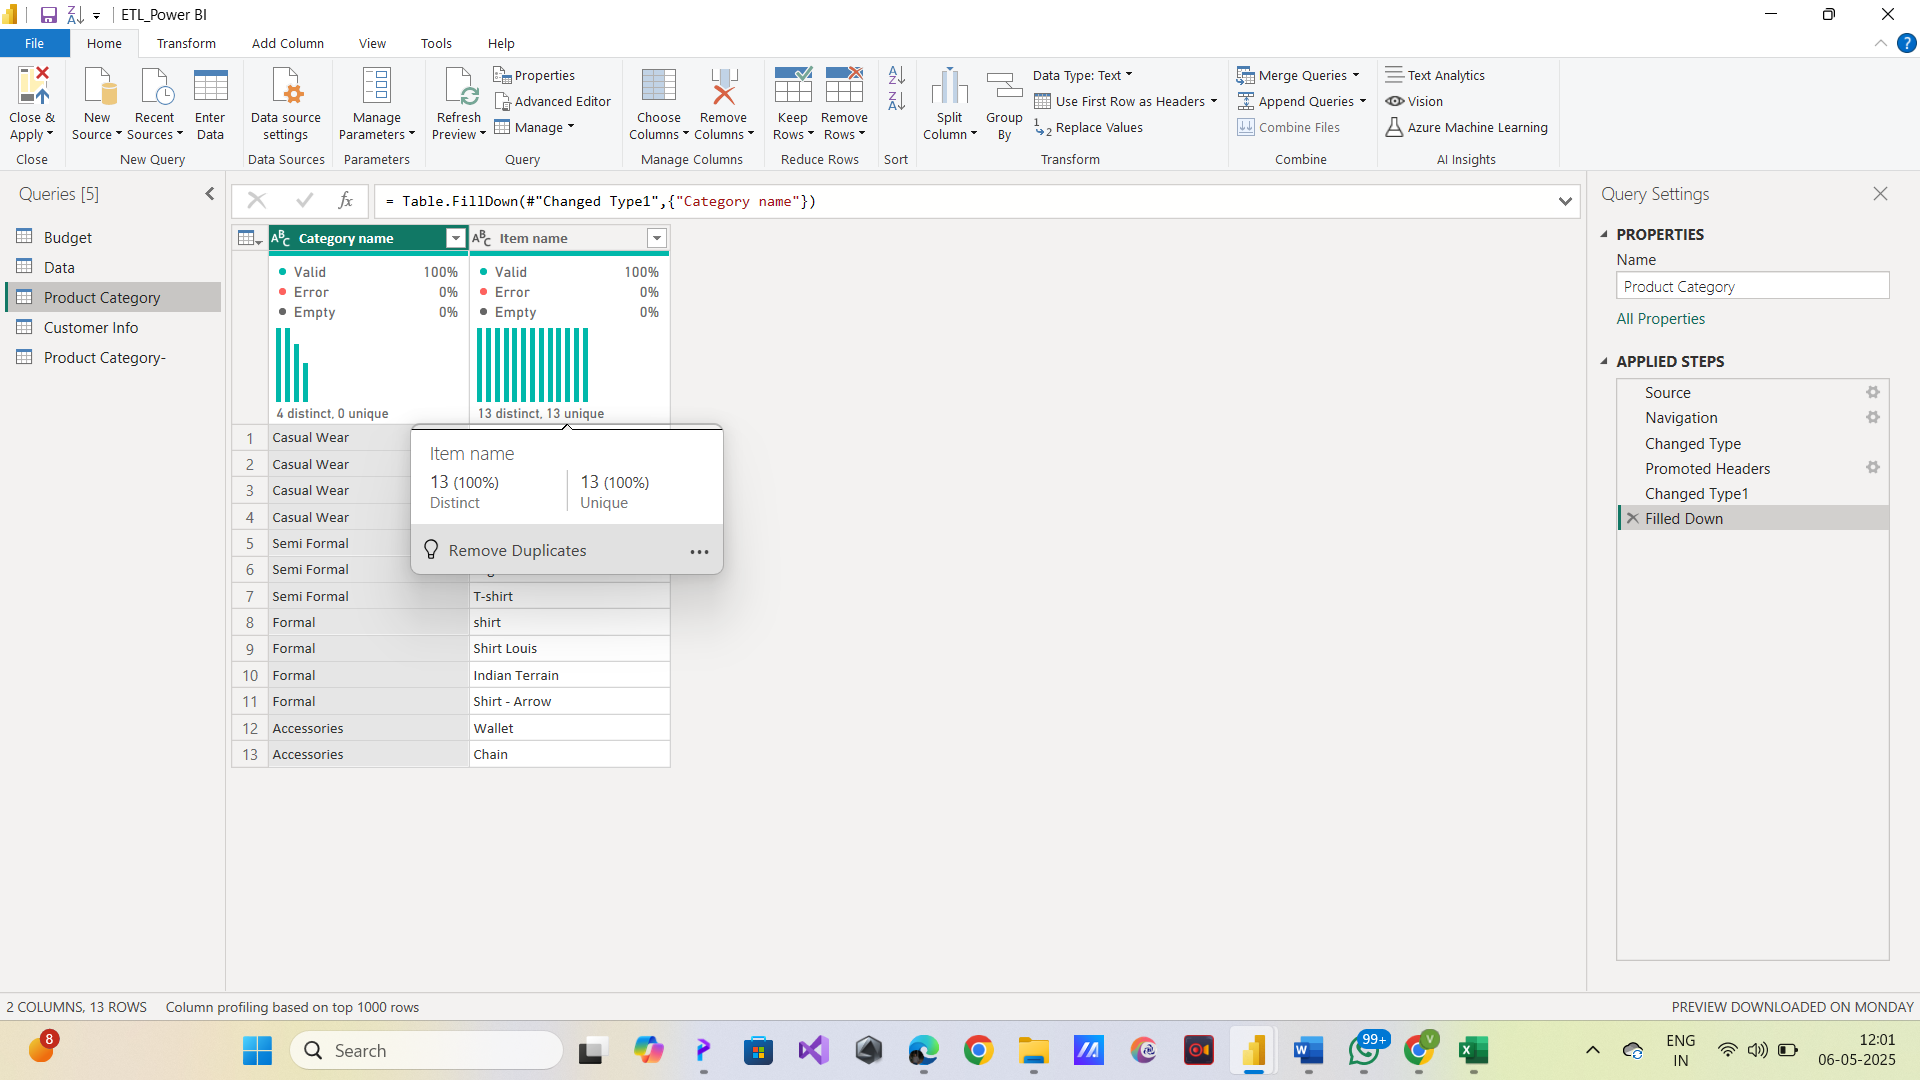 ETL_Power BI
File Home Transform Add Column View Tools Help
Close & Apply
Close
New Source
Recent Sources
Enter Data
New Query
Data source settings
Data Sources
Manage Parameters
Parameters
Refresh Preview
Properties
Advanced Editor
Manage
Query
Choose Columns
Remove Columns
Manage Columns
Keep Rows
Remove Rows
Reduce Rows
Sort
Split Column
Group By
Data Type: Text
Use First Row as Headers
Replace Values
Transform
Merge Queries
Append Queries
Combine Files
Combine
Text Analytics
Vision
Azure Machine Learning
AI Insights
Queries [5]
Budget
Data
Product Category
Customer Info
Product Category-
fx
= Table.FillDown(#"Changed Type1",{"Category name"})
ABC Category name ABC Item name
Valid 100% Valid 100%
Error 0% Error 0%
Empty 0% Empty 0%
4 distinct, 0 unique 13 distinct, 13 unique
1 Casual Wear
2 Casual Wear
3 Casual Wear
4 Casual Wear
5 Semi Formal
6 Semi Formal
7 Semi Formal T-shirt
8 Formal shirt
9 Formal Shirt Louis
10 Formal Indian Terrain
11 Formal Shirt - Arrow
12 Accessories Wallet
13 Accessories Chain
Item name
13 (100%) 13 (100%)
Distinct Unique
Remove Duplicates
Query Settings
PROPERTIES
Name
Product Category
All Properties
APPLIED STEPS
Source
Navigation
Changed Type
Promoted Headers
Changed Type1
Filled Down
2 COLUMNS, 13 ROWS Column profiling based on top 1000 rows PREVIEW DOWNLOADED ON MONDAY
8
Search
99+
V
ENG
IN
12:01
06-05-2025